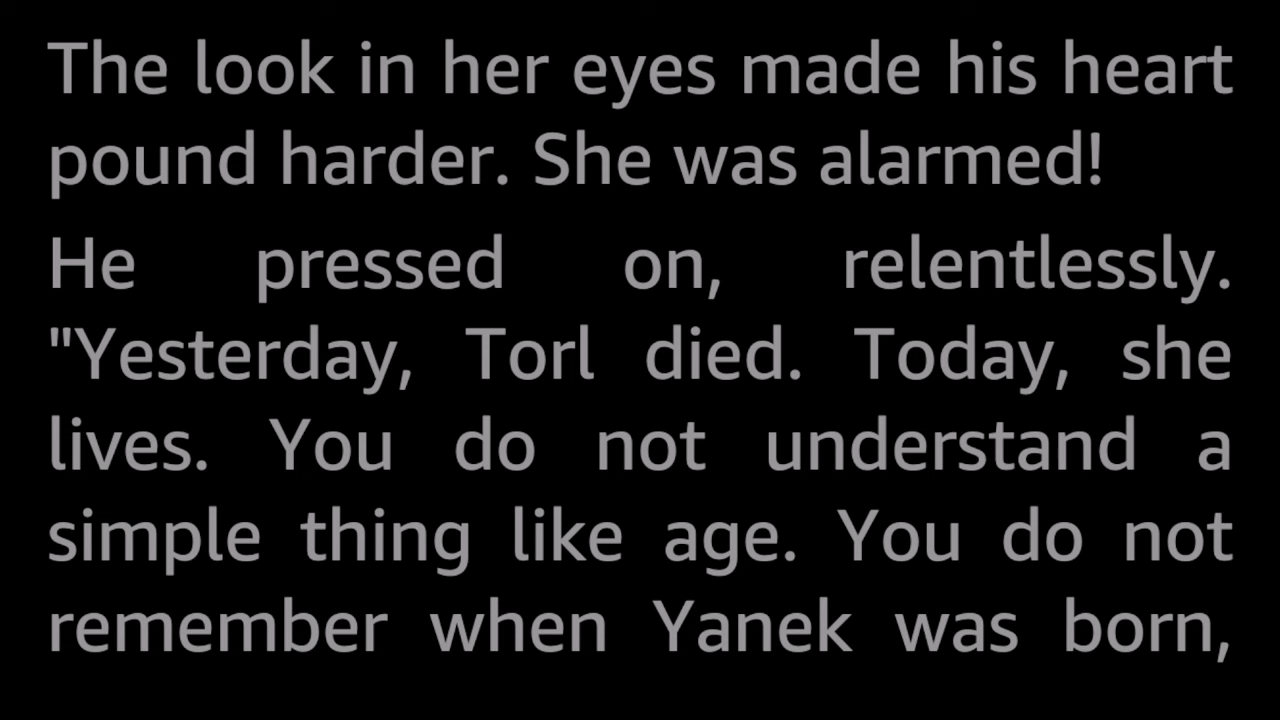 The look in her eyes made his heart
pound harder. She was alarmed!
He pressed on, relentlessly.
"Yesterday, Torl died. Today, she
lives. You do not understand a
simple thing like age. You do not
remember when Yanek was born,